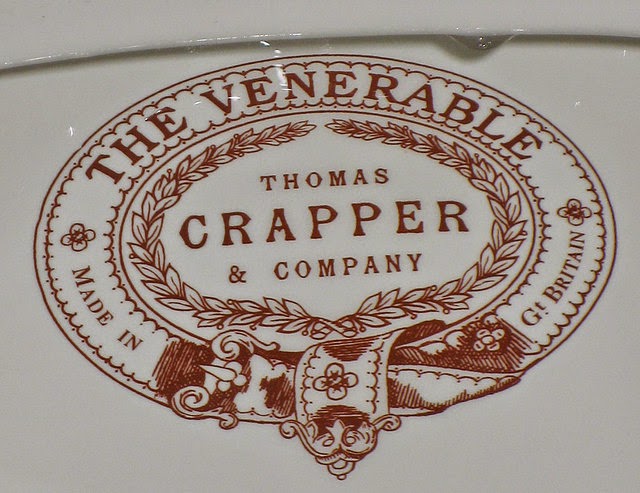 THE VENERABLE
THOMAS
CRAPPER
& COMPANY
MADE IN
Gt BRITAIN